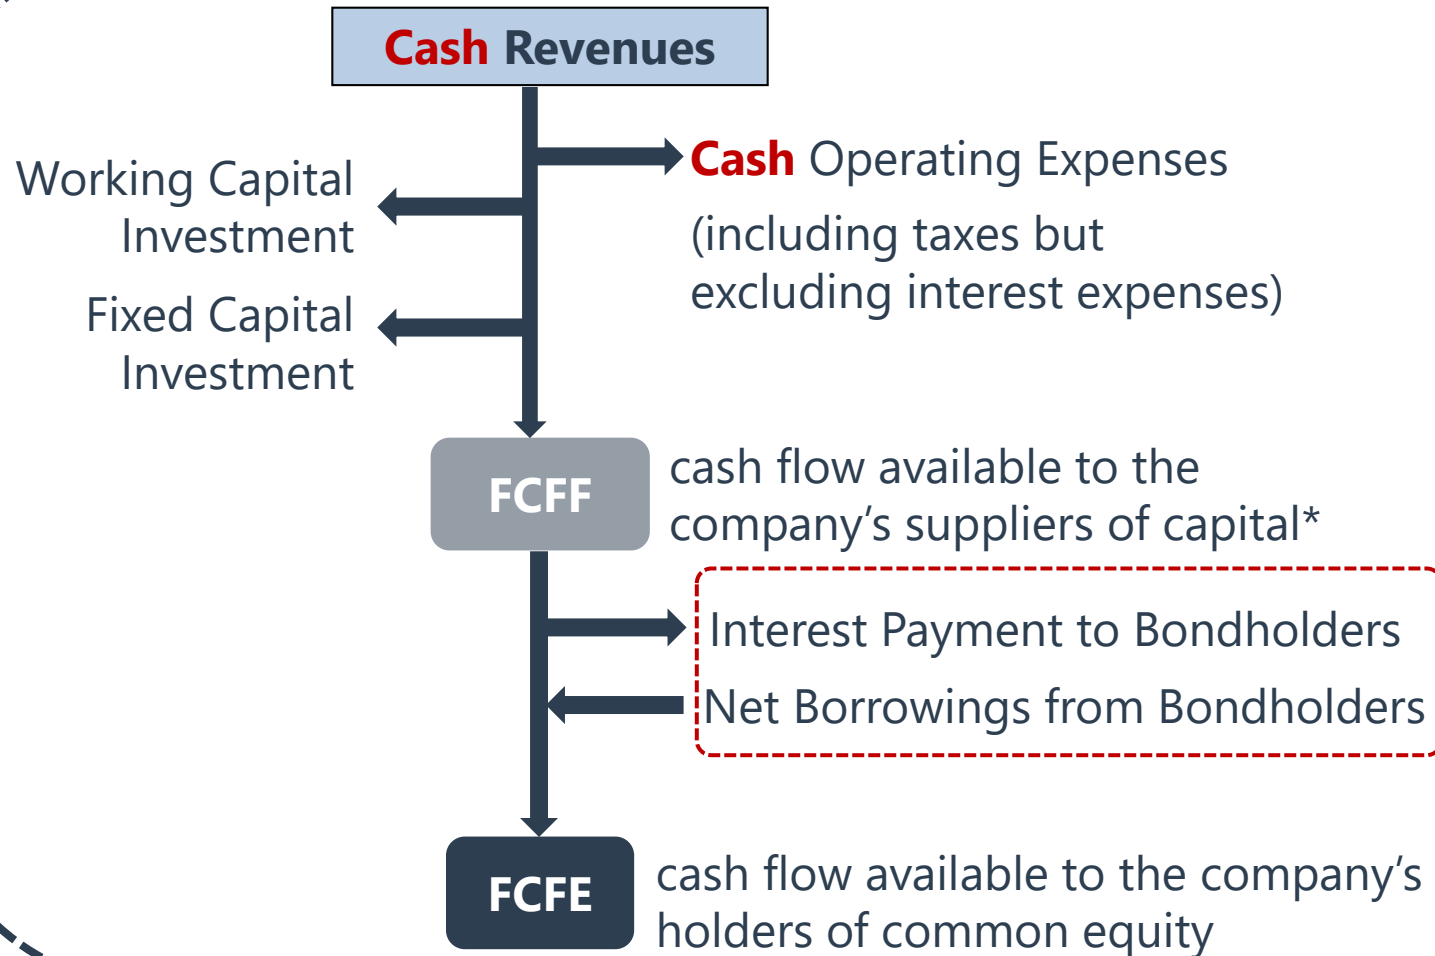 Cash Revenues
Cash Operating Expenses
(including taxes but
excluding interest expenses)
Working Capital
Investment
Fixed Capital
Investment
FCFF
cash flow available to the
company’s suppliers of capital*
Interest Payment to Bondholders
Net Borrowings from Bondholders
FCFE
cash flow available to the company’s
holders of common equity